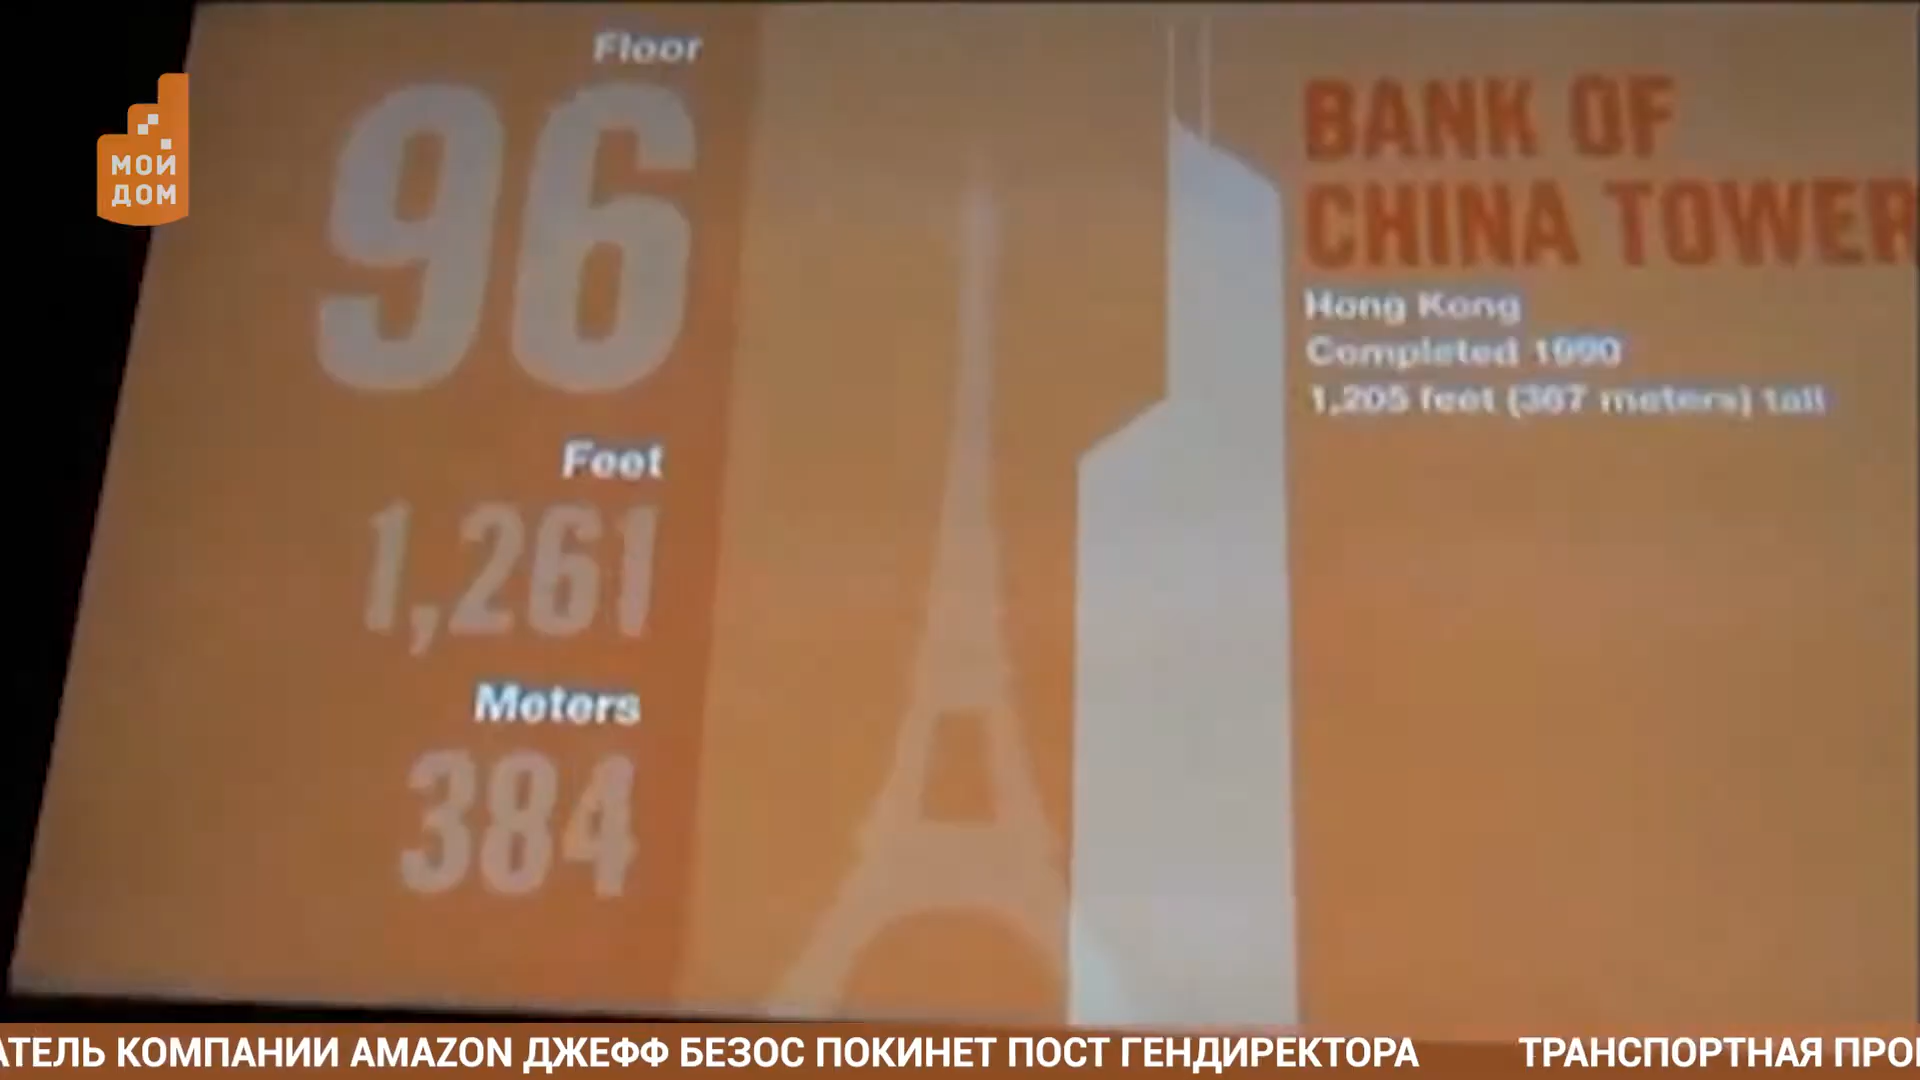 МОЙ
ДОМ
Floor
96
Feet
1,261
Meters
384
BANK OF
CHINA TOWER
Hong Kong
Completed 1990
1,205 feet (367 meters) tall
АТЕЛЬ КОМПАНИИ AMAZON ДЖЕФФ БЕЗОС ПОКИНЕТ ПОСТ ГЕНДИРЕКТОРА
ТРАНСПОРТНАЯ ПРО